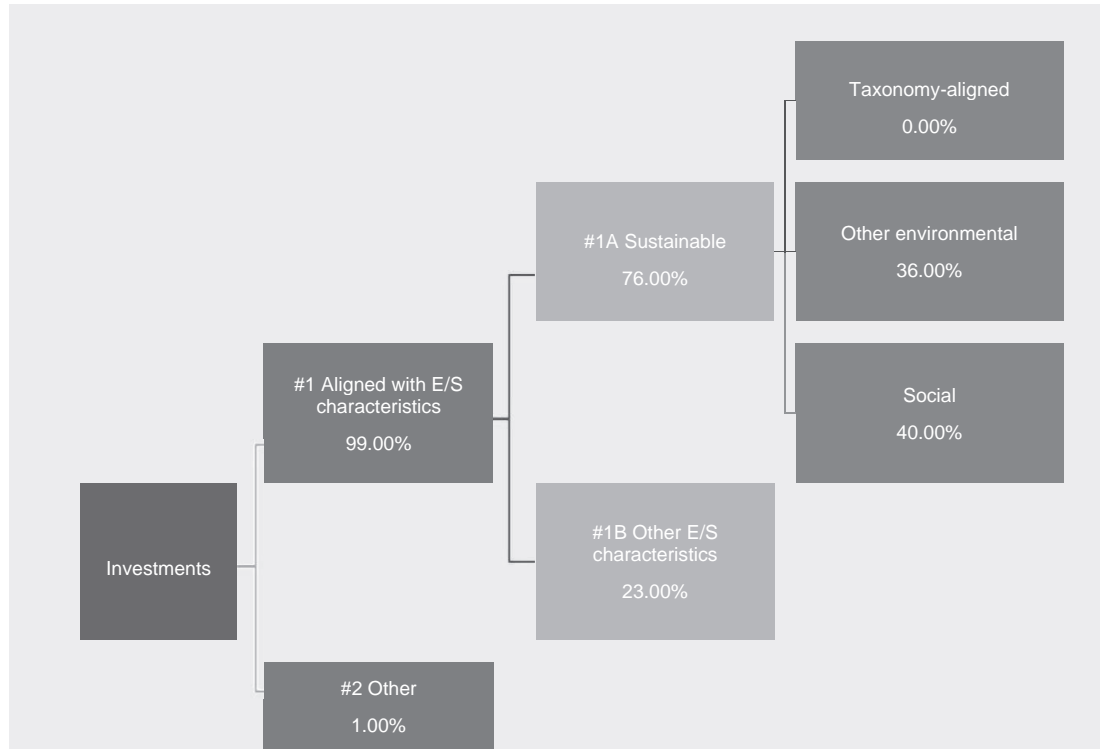 Taxonomy-aligned
0.00%
#1A Sustainable
76.00%
Other environmental
36.00%
#1 Aligned with E/S
characteristics
99.00%
Social
40.00%
Investments
#1B Other E/S
characteristics
23.00%
#2 Other
1.00%